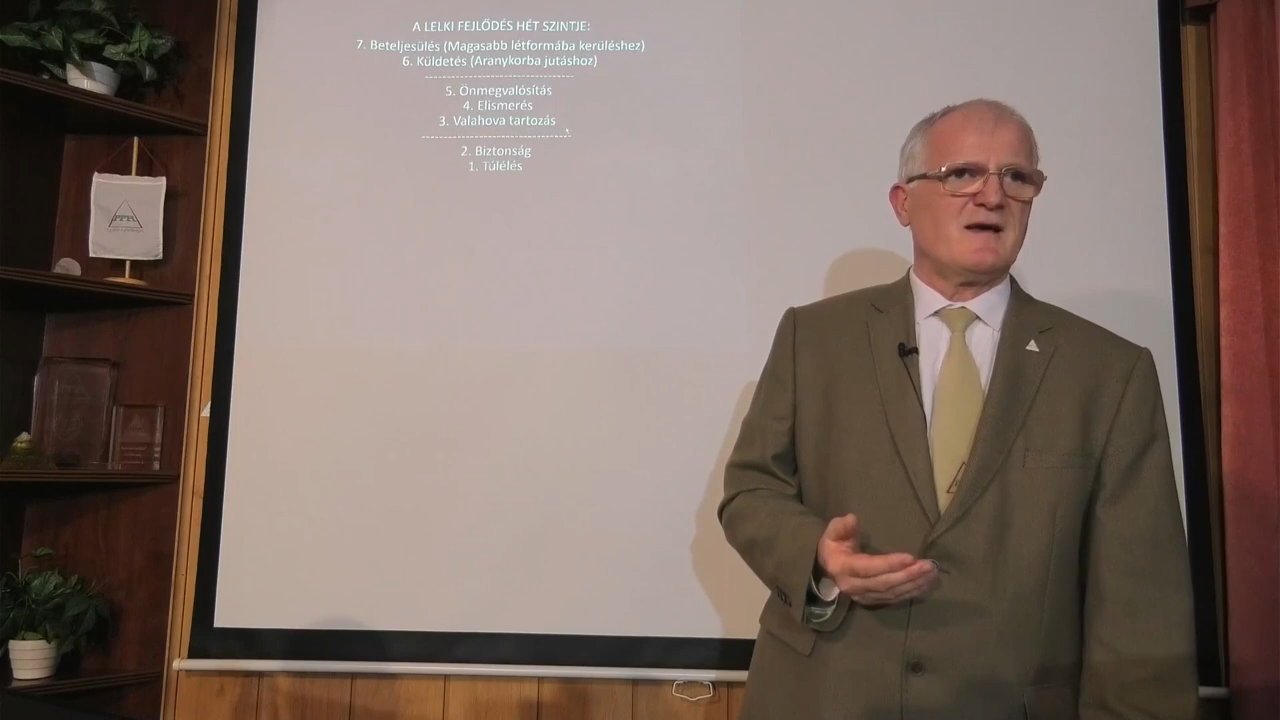 A LELKI FEJLŐDÉS HÉT SZINTJE:
7. Beteljesülés (Magasabb létformába kerüléshez)
6. Küldetés (Aranykorba jutáshoz)
5. Önmegvalósítás
4. Elismerés
3. Valahova tartozás
2. Biztonság
1. Túlélés